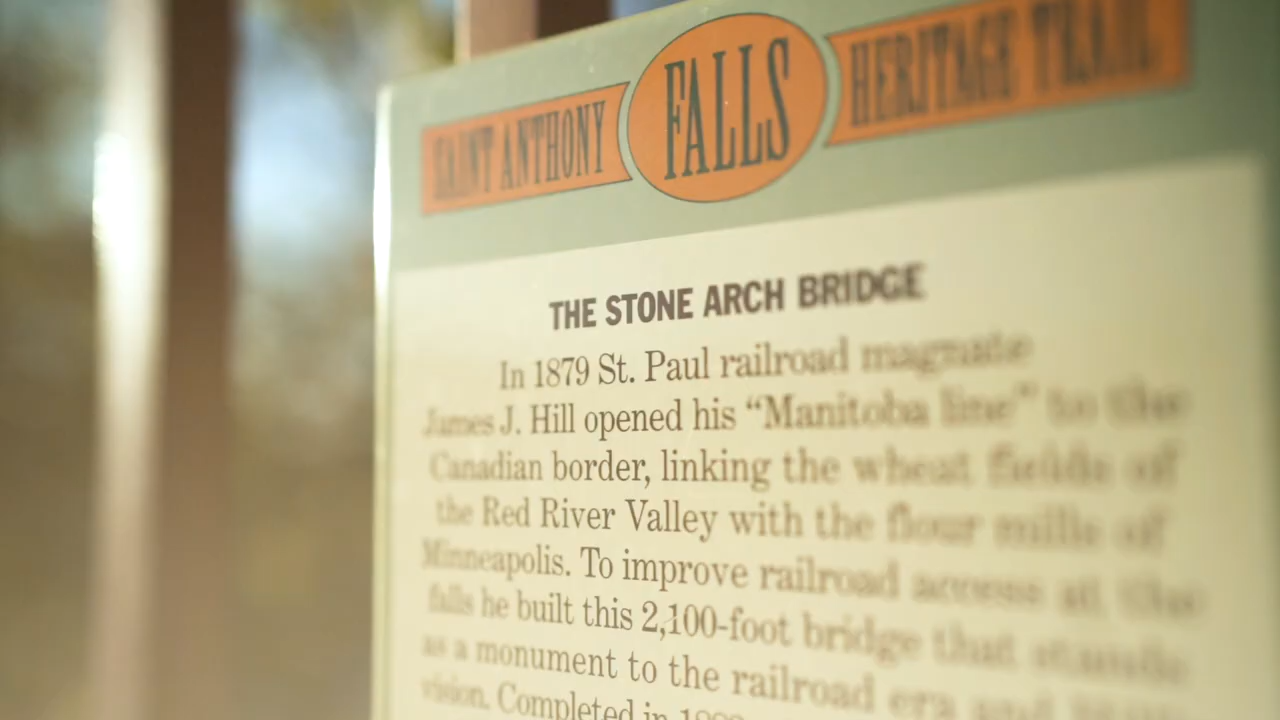 SAINT ANTHONY FALLS HERITAGE TRAIL
THE STONE ARCH BRIDGE
In 1879 St. Paul railroad magnate
James J. Hill opened his “Manitoba line” to the
Canadian border, linking the wheat fields of
the Red River Valley with the flour mills of
Minneapolis. To improve railroad access at the
falls he built this 2,100-foot bridge that stands
as a monument to the railroad era and
vision. Completed in